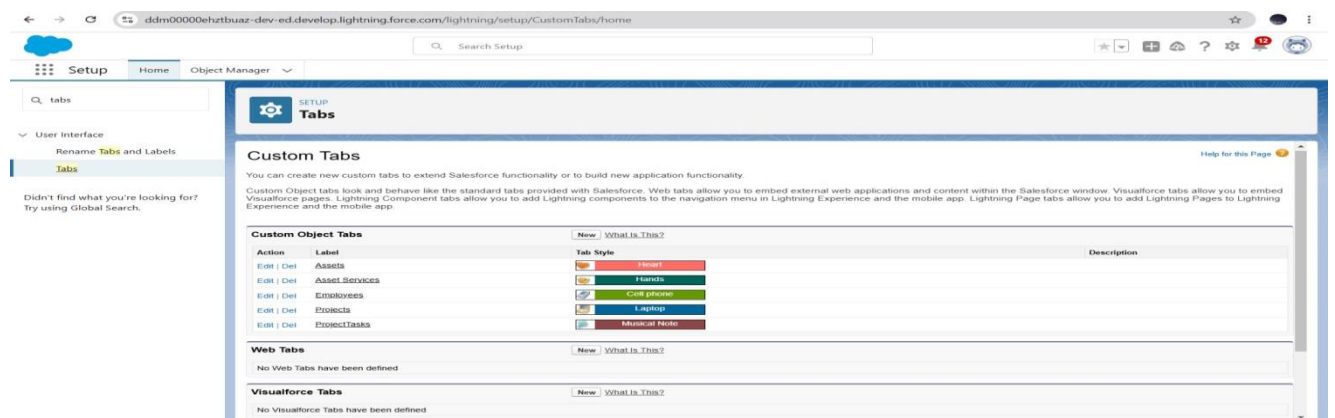 ddm00000ehztbuaz-dev-ed.develop.lightning.force.com/lightning/setup/CustomTabs/home
Search Setup
12
Setup Home Object Manager
tabs
SETUP
Tabs
User Interface
Rename Tabs and Labels
Tabs
Didn't find what you're looking for?
Try using Global Search.
Custom Tabs
Help for this Page
You can create new custom tabs to extend Salesforce functionality or to build new application functionality.
Custom Object tabs look and behave like the standard tabs provided with Salesforce. Web tabs allow you to embed external web applications and content within the Salesforce window. Visualforce tabs allow you to embed
Visualforce pages. Lightning Component tabs allow you to add Lightning components to the navigation menu in Lightning Experience and the mobile app. Lightning Page tabs allow you to add Lightning Pages to Lightning
Experience and the mobile app.
Custom Object Tabs New What Is This?
Action Label Tab Style Description
Edit | Del Assets Heart
Edit | Del Asset Services Hands
Edit | Del Employees Cell phone
Edit | Del Projects Laptop
Edit | Del ProjectTasks Musical Note
Web Tabs New What Is This?
No Web Tabs have been defined
Visualforce Tabs New What Is This?
No Visualforce Tabs have been defined